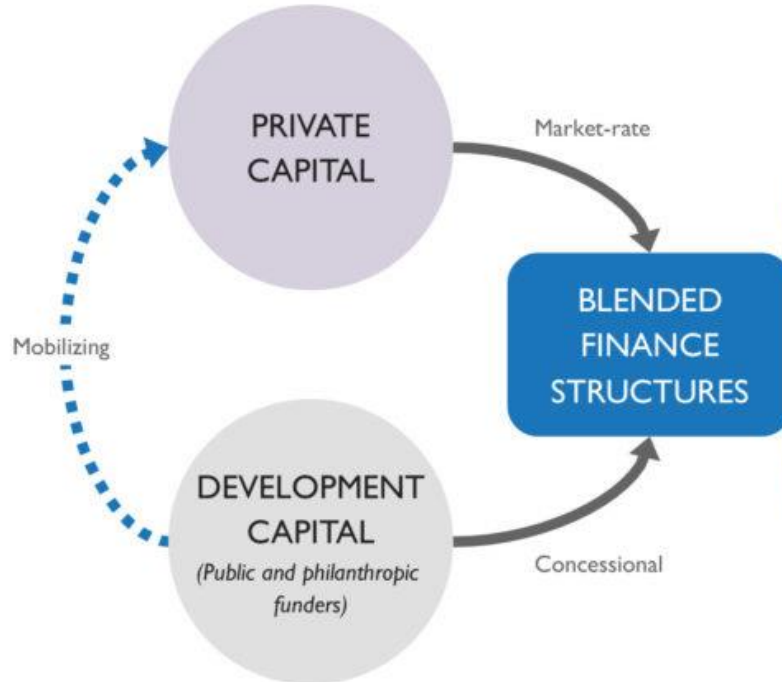 PRIVATE
CAPITAL
Market-rate
BLENDED
FINANCE
STRUCTURES
Mobilizing
DEVELOPMENT
CAPITAL
(Public and philanthropic
funders)
Concessional